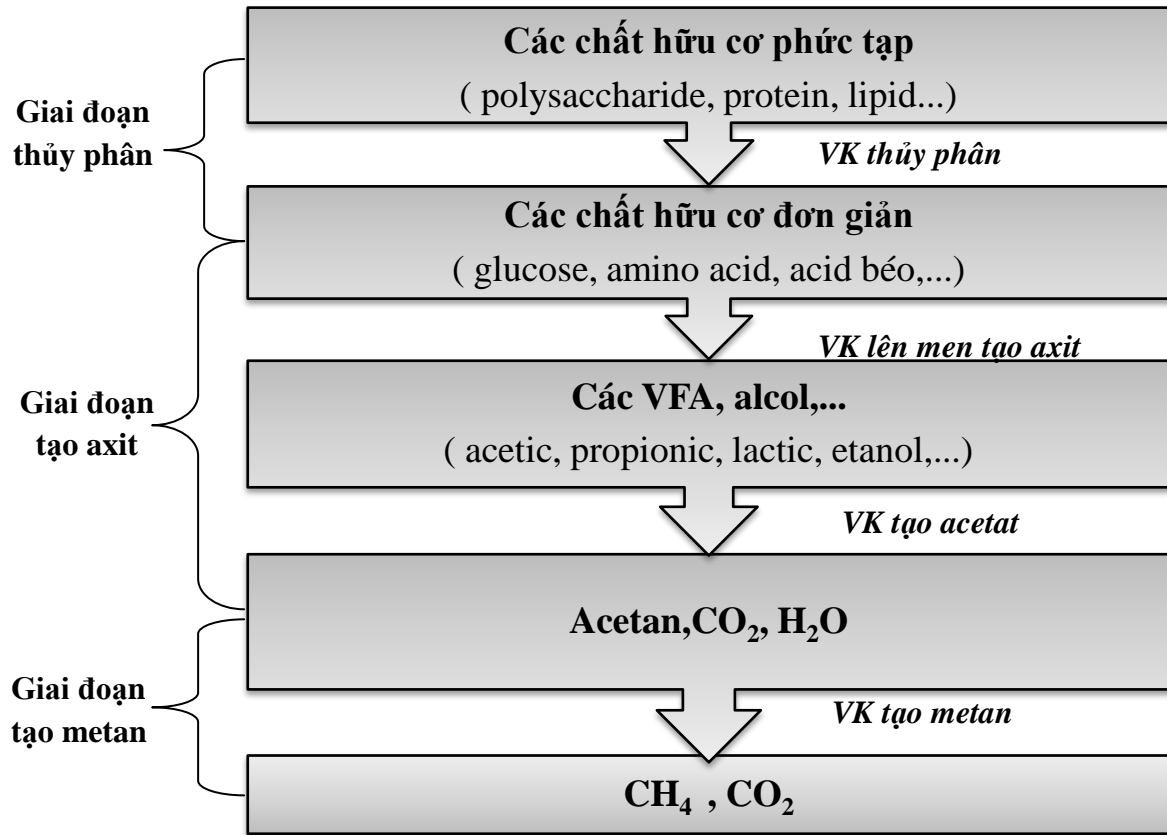 Các chất hữu cơ phức tạp
( polysaccharide, protein, lipid...)
Giai đoạn
thủy phân
VK thủy phân
Các chất hữu cơ đơn giản
( glucose, amino acid, acid béo,...)
VK lên men tạo axit
Giai đoạn
tạo axit
Các VFA, alcol,...
( acetic, propionic, lactic, etanol,...)
VK tạo acetat
Acetan,CO₂, H₂O
Giai đoạn
tạo metan
VK tạo metan
CH₄ , CO₂